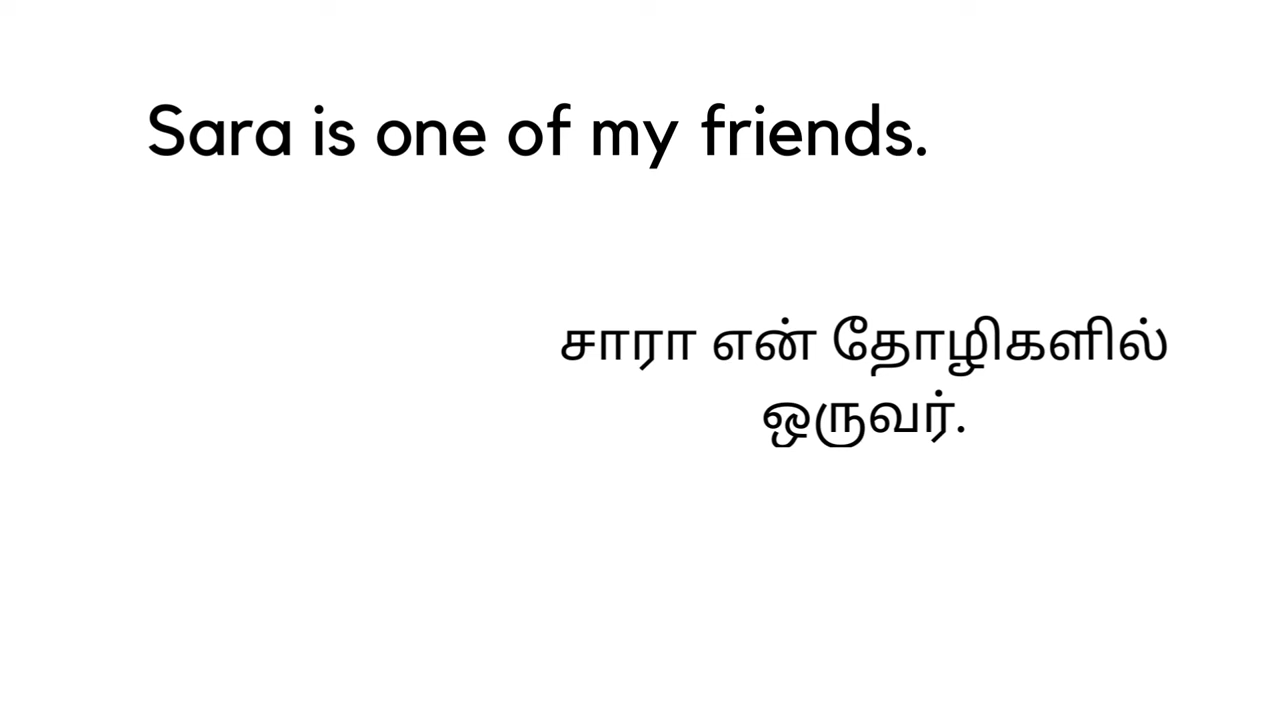 Sara is one of my friends.
சாரா என் தோழிகளில்
ஒருவர்.